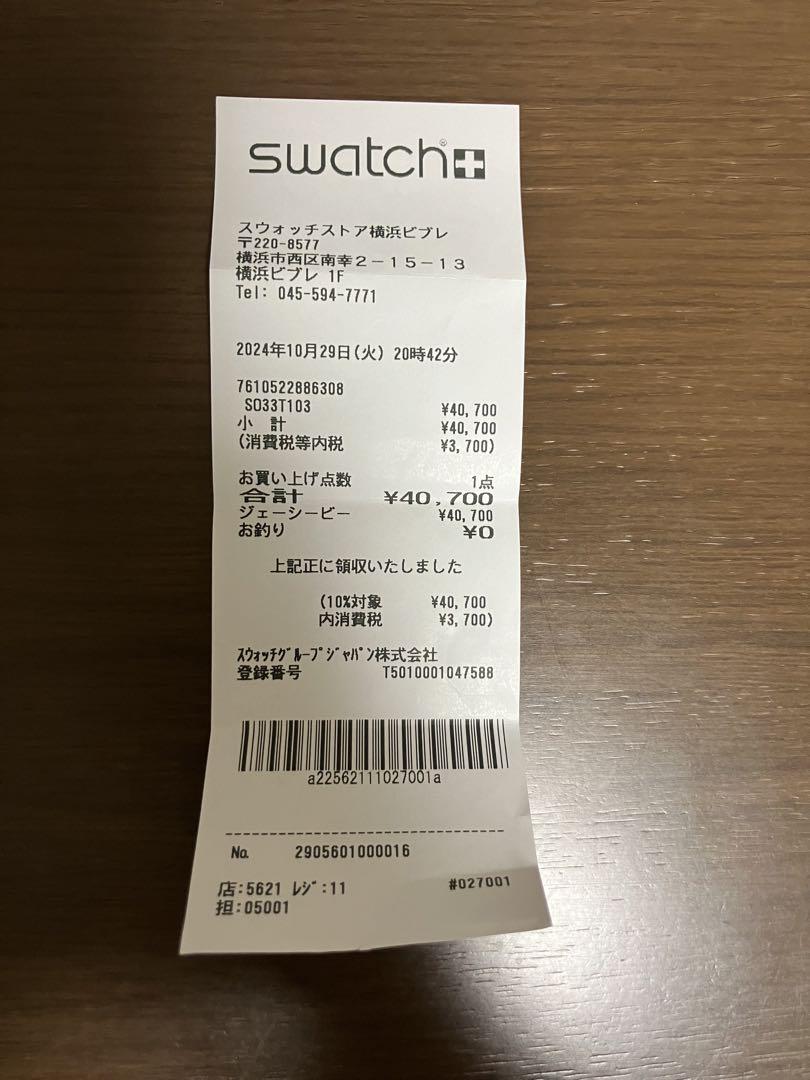 swatch®
スウォッチストア横浜ビブレ
〒220-8577
横浜市西区南幸２－１５－１３
横浜ビブレ 1F
Tel: 045-594-7771
2024年10月29日(火) 20時42分
7610522886308
SO33T103 ¥40,700
小 計 ¥40,700
(消費税等内税 ¥3,700)
お買い上げ点数 1点
合計 ¥40,700
ジェーシービー ¥40,700
お釣り ¥0
上記正に領収いたしました
(10%対象 ¥40,700
内消費税 ¥3,700)
ｽｳｫｯﾁｸﾞﾙｰﾌﾟｼﾞｬﾊﾟﾝ株式会社
登録番号 T5010001047588
a22562111027001a
No. 2905601000016
店:5621 ﾚｼﾞ:11 #027001
担:05001